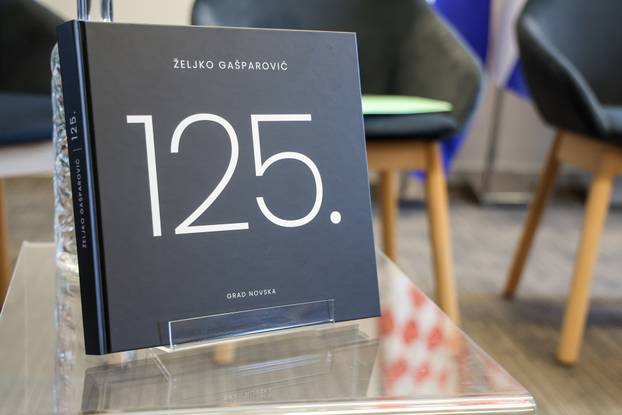 ŽELJKO GAŠPAROVIĆ
125.
GRAD NOVSKA
ŽELJKO GAŠPAROVIĆ | 125.